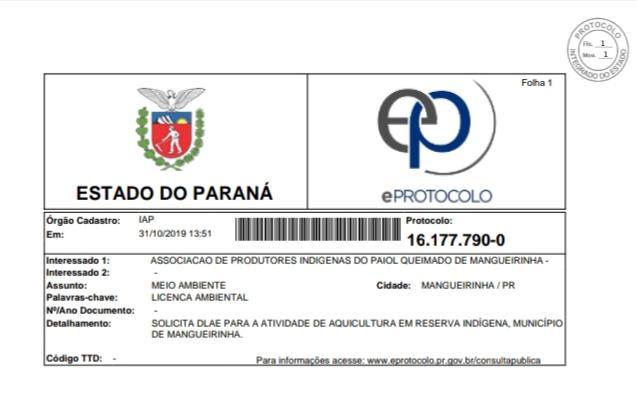 PROTOCOLO
Fls. 1
Mov. 1
INTEGRADO DO ESTADO
Folha 1
ESTADO DO PARANÁ
eP
ePROTOCOLO
Órgão Cadastro: IAP
Em: 31/10/2019 13:51
Protocolo:
16.177.790-0
Interessado 1: ASSOCIACAO DE PRODUTORES INDIGENAS DO PAIOL QUEIMADO DE MANGUEIRINHA -
Interessado 2: -
Assunto: MEIO AMBIENTE Cidade: MANGUEIRINHA / PR
Palavras-chave: LICENCA AMBIENTAL
Nº/Ano Documento: -
Detalhamento: SOLICITA DLAE PARA A ATIVIDADE DE AQUICULTURA EM RESERVA INDÍGENA, MUNICÍPIO
DE MANGUEIRINHA.
Código TTD: - Para informações acesse: www.eprotocolo.pr.gov.br/consultapublica